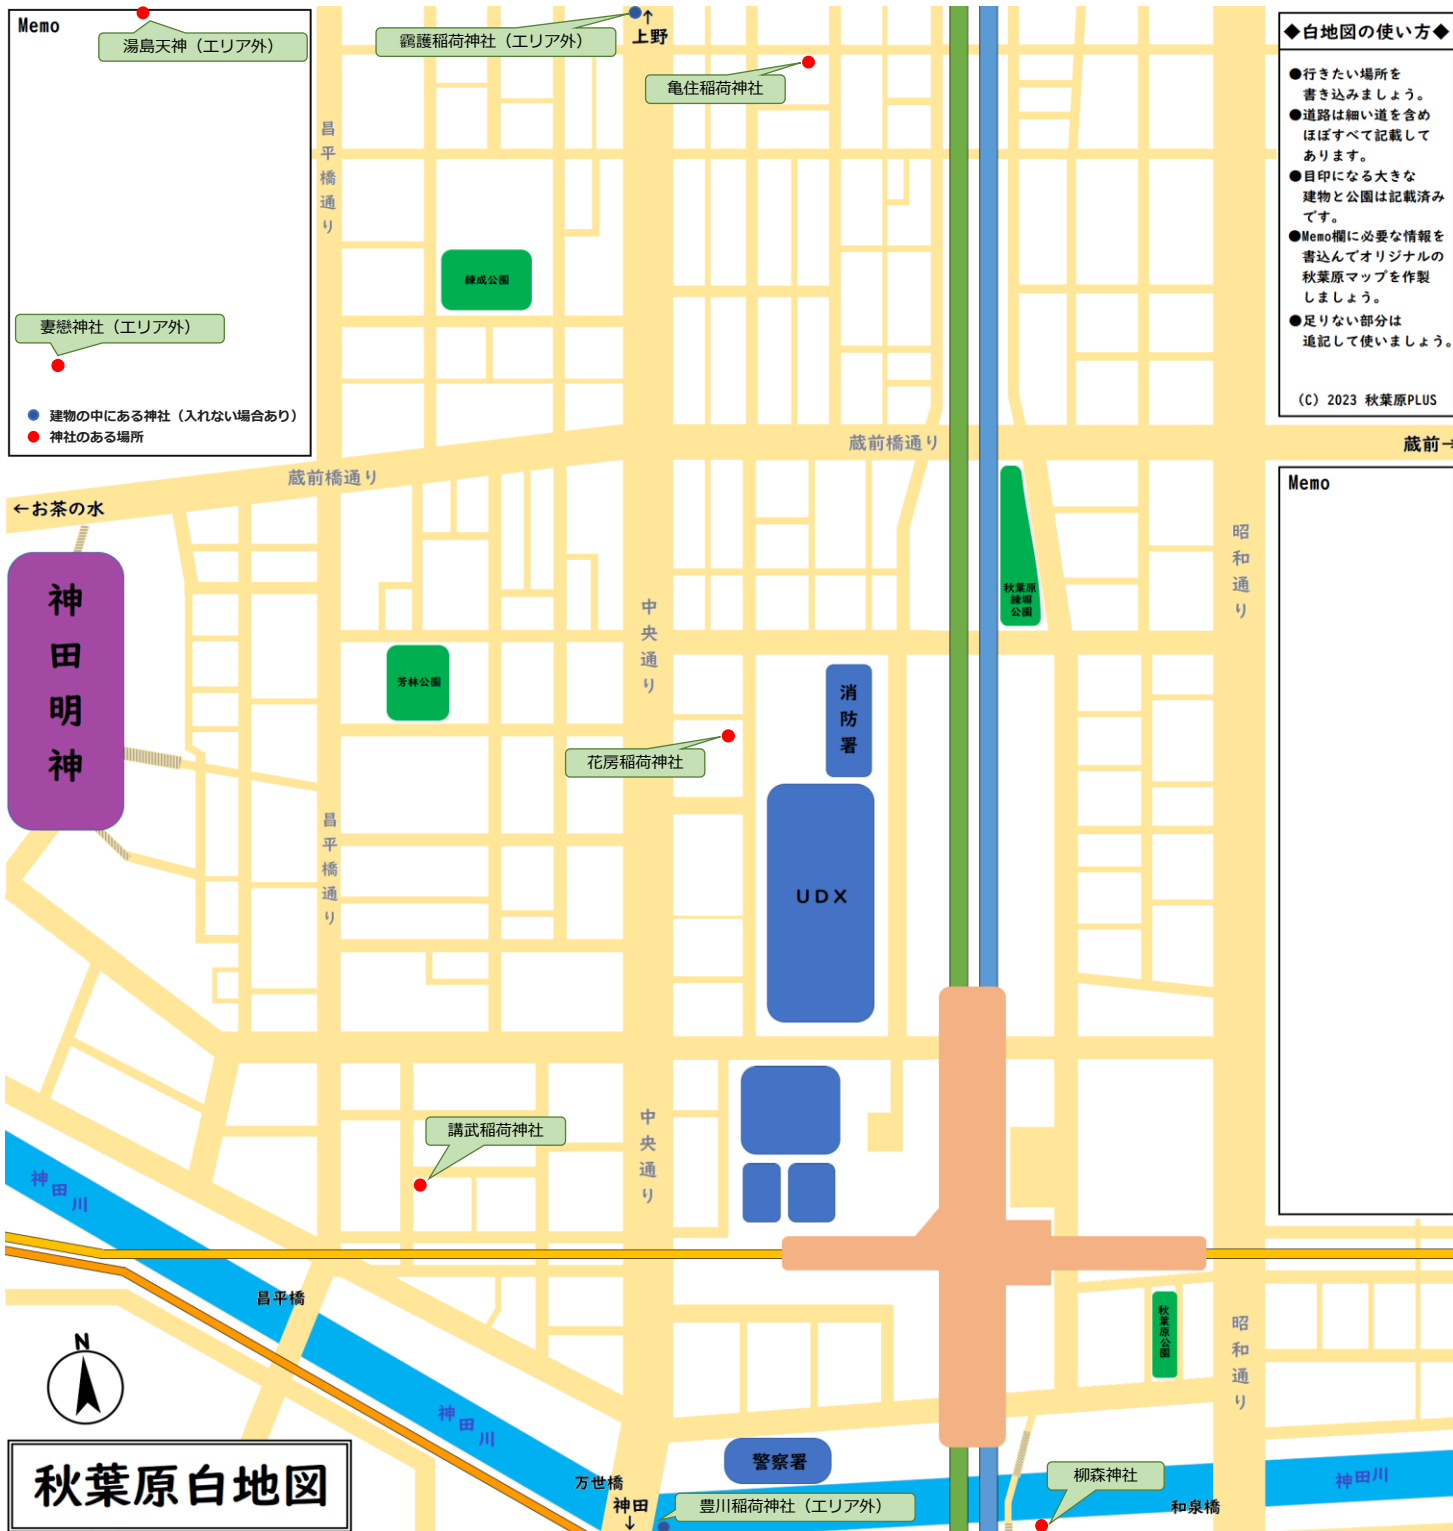 Memo
湯島天神（エリア外）
妻戀神社（エリア外）
● 建物の中にある神社（入れない場合あり）
● 神社のある場所
靏護稲荷神社（エリア外）
↑
上野
亀住稲荷神社
昌平橋通り
練成公園
◆白地図の使い方◆
●行きたい場所を
書き込みましょう。
●道路は細い道を含め
ほぼすべて記載して
あります。
●目印になる大きな
建物と公園は記載済み
です。
●Memo欄に必要な情報を
書込んでオリジナルの
秋葉原マップを作製
しましょう。
●足りない部分は
追記して使いましょう。
（C）2023 秋葉原PLUS
蔵前橋通り
蔵前→
蔵前橋通り
←お茶の水
Memo
神田明神
中央通り
昭和通り
秋葉原
練塀
公園
芳林公園
消防署
花房稲荷神社
昌平橋通り
UDX
中央通り
講武稲荷神社
神田川
昌平橋
秋葉原公園
昭和通り
N
神田川
秋葉原白地図
万世橋
神田
↓
警察署
豊川稲荷神社（エリア外）
柳森神社
和泉橋
神田川